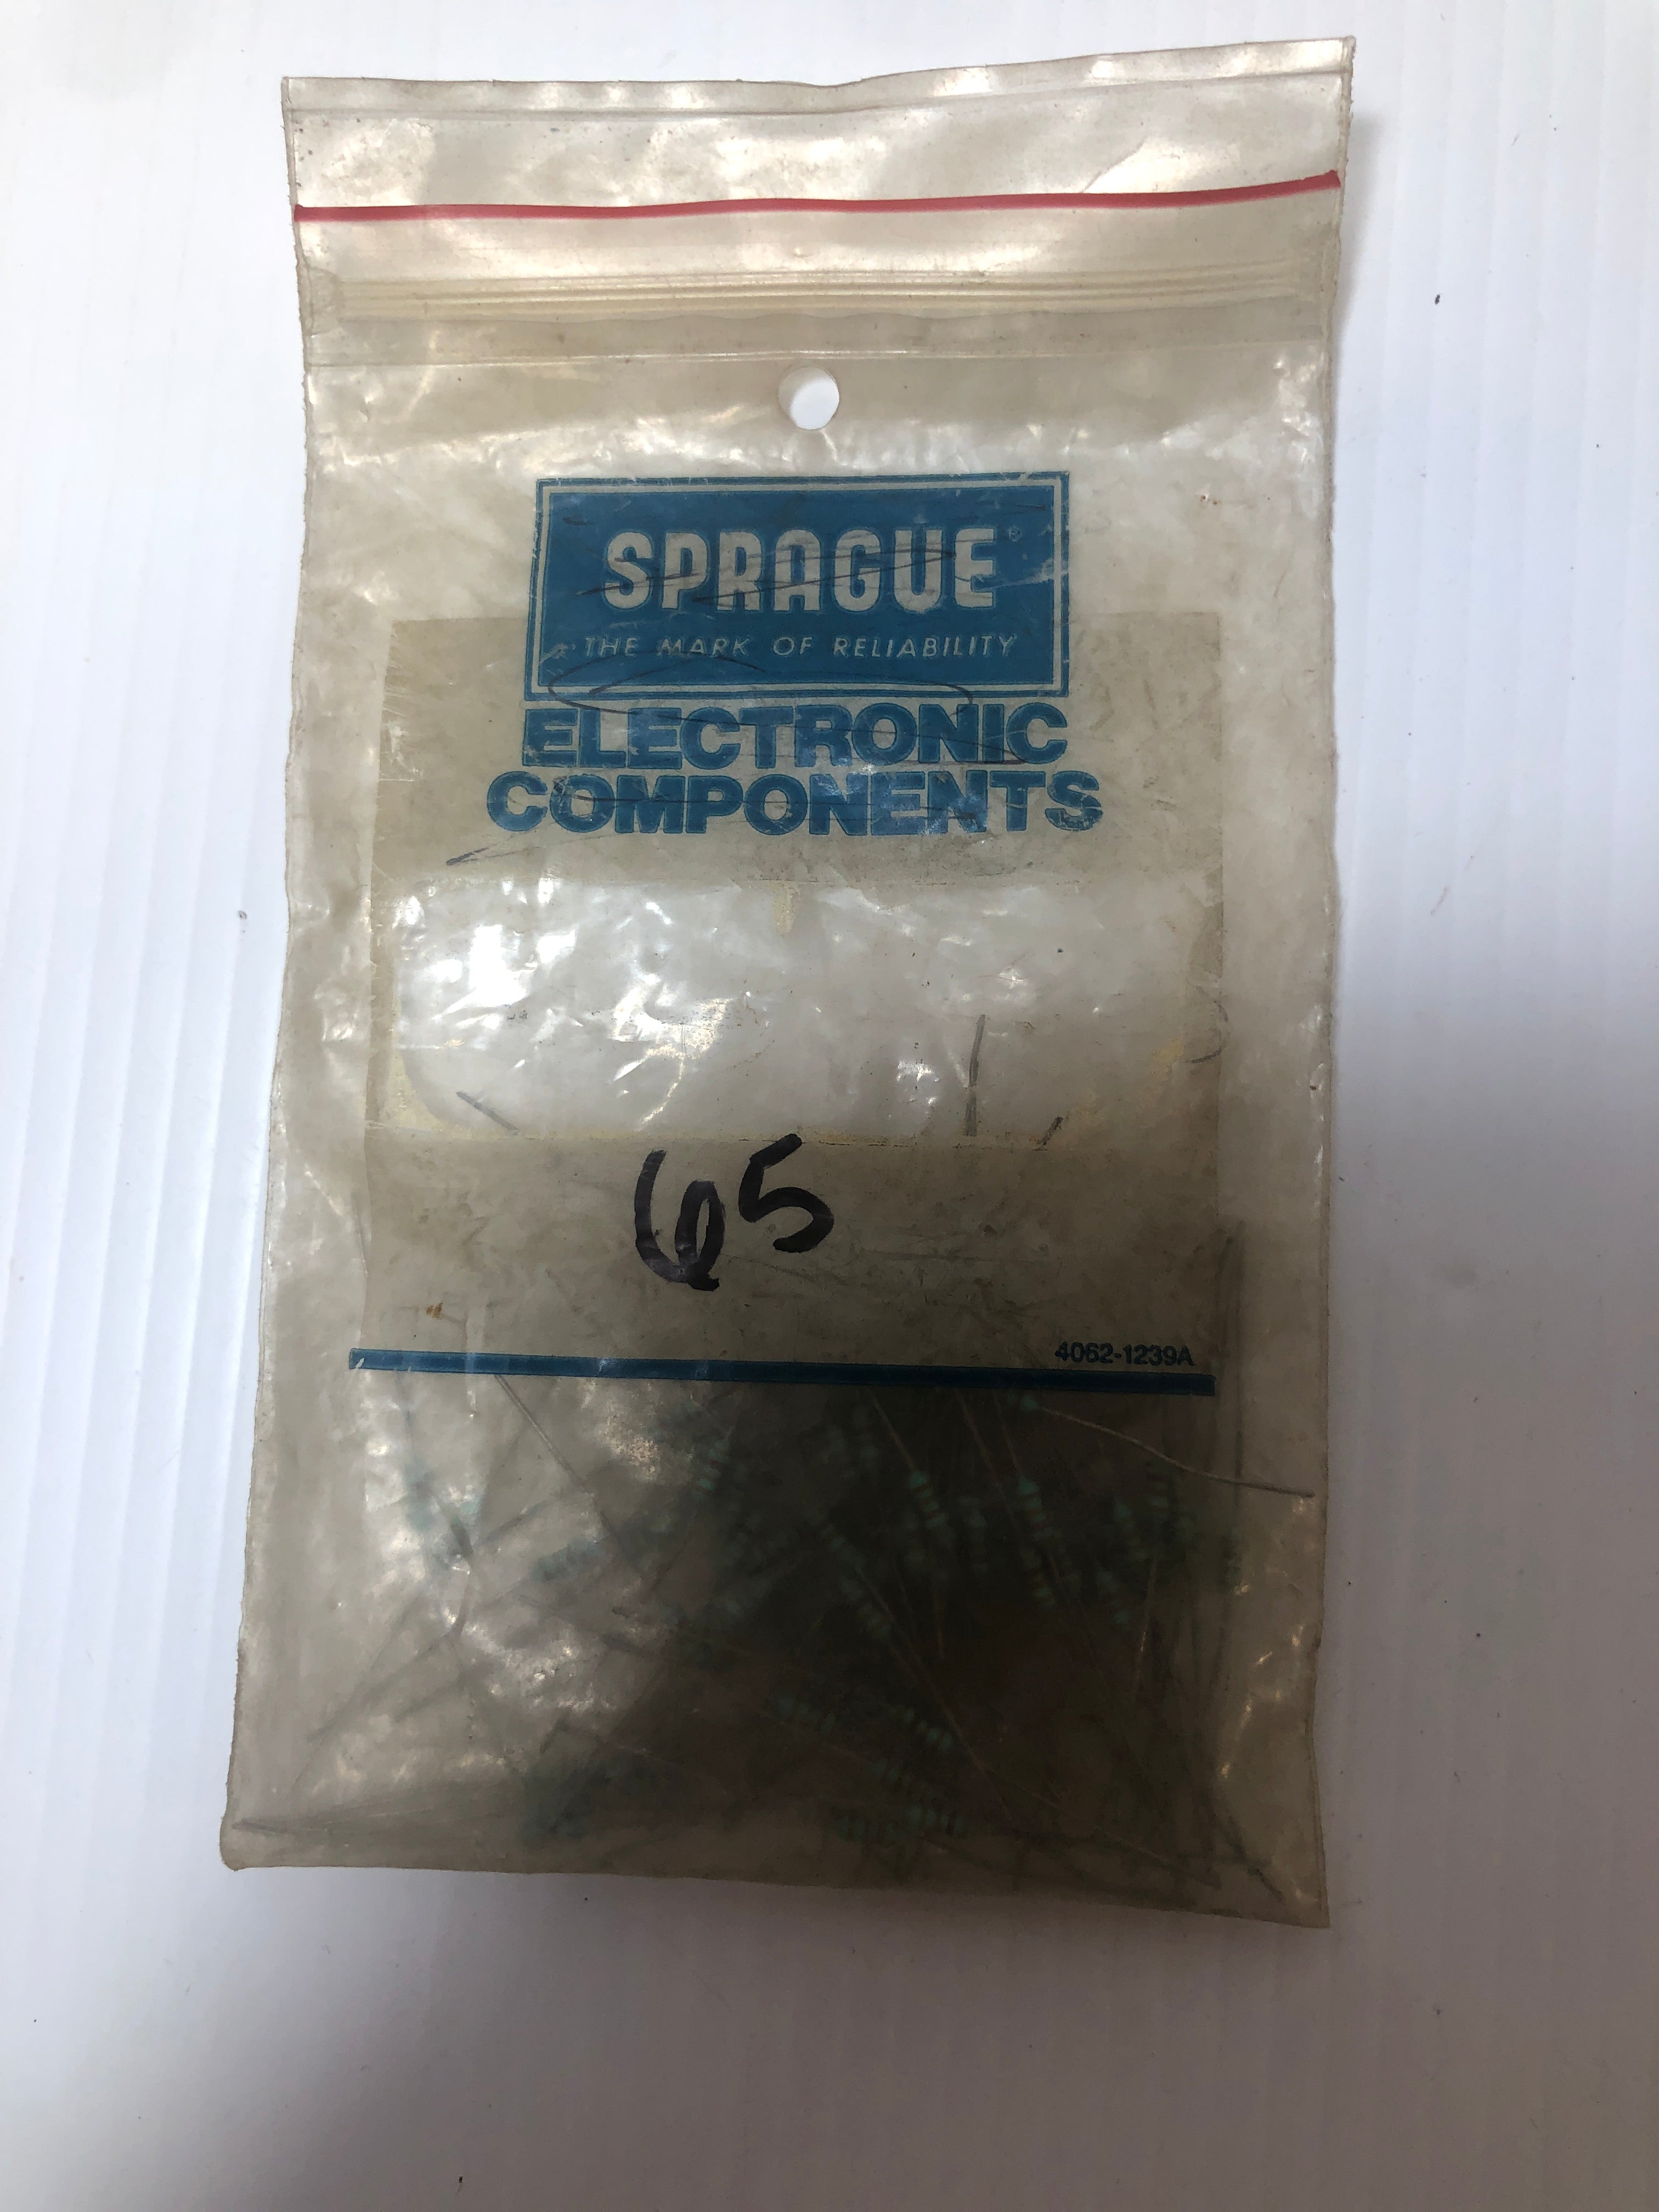 SPRAGUE®
THE MARK OF RELIABILITY
ELECTRONIC
COMPONENTS
65
4062-1239A